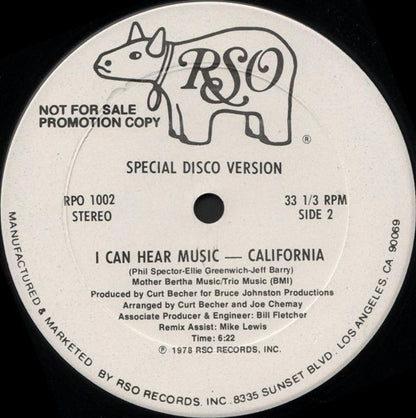 RSO
®
NOT FOR SALE
PROMOTION COPY
SPECIAL DISCO VERSION
RPO 1002
STEREO
33 1/3 RPM
SIDE 2
I CAN HEAR MUSIC — CALIFORNIA
(Phil Spector-Ellie Greenwich-Jeff Barry)
Mother Bertha Music/Trio Music (BMI)
Produced by Curt Becher for Bruce Johnston Productions
Arranged by Curt Becher and Joe Chemay
Associate Producer & Engineer: Bill Fletcher
Remix Assist: Mike Lewis
Time: 6:22
℗ 1978 RSO RECORDS, INC.
MANUFACTURED & MARKETED BY RSO RECORDS, INC. 8335 SUNSET BLVD. LOS ANGELES, CA 90069